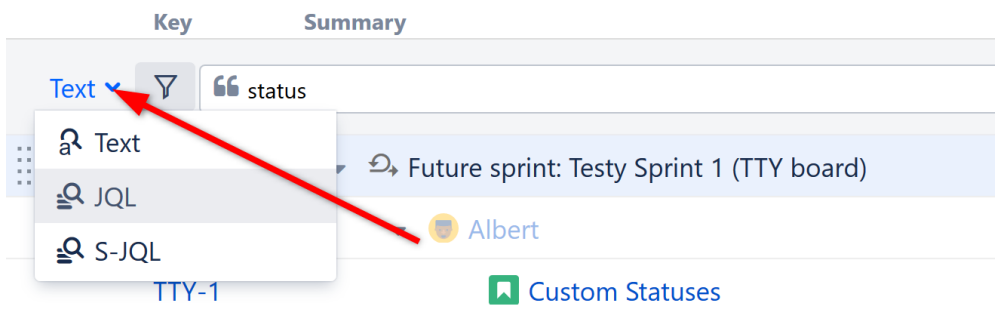 Key Summary
Text status
Text
JQL
S-JQL
Future sprint: Testy Sprint 1 (TTY board)
Albert
TTY-1 Custom Statuses